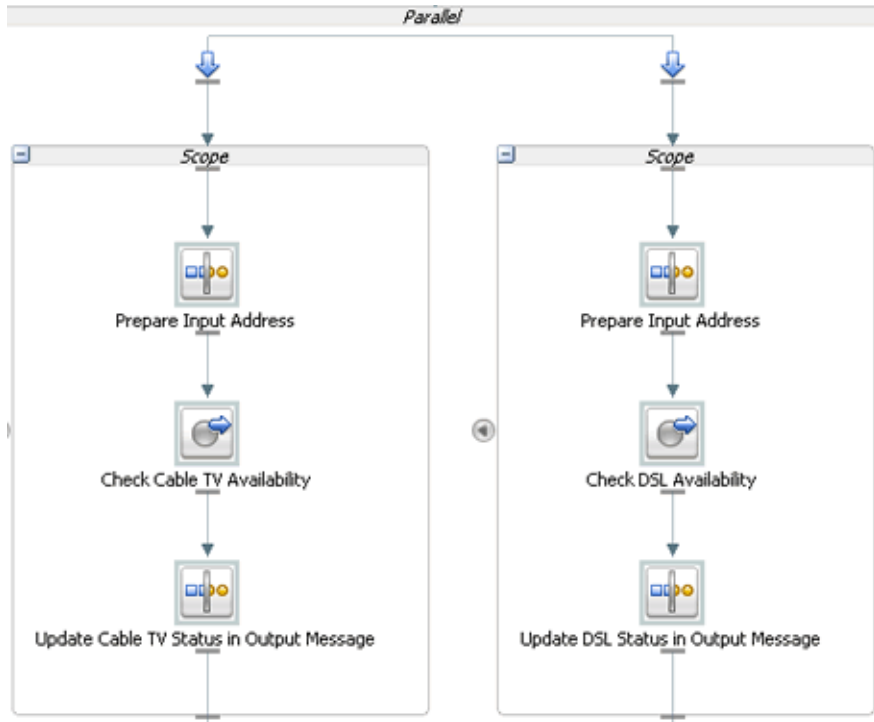 Parallel
Scope
Prepare Input Address
Check Cable TV Availability
Update Cable TV Status in Output Message
Scope
Prepare Input Address
Check DSL Availability
Update DSL Status in Output Message